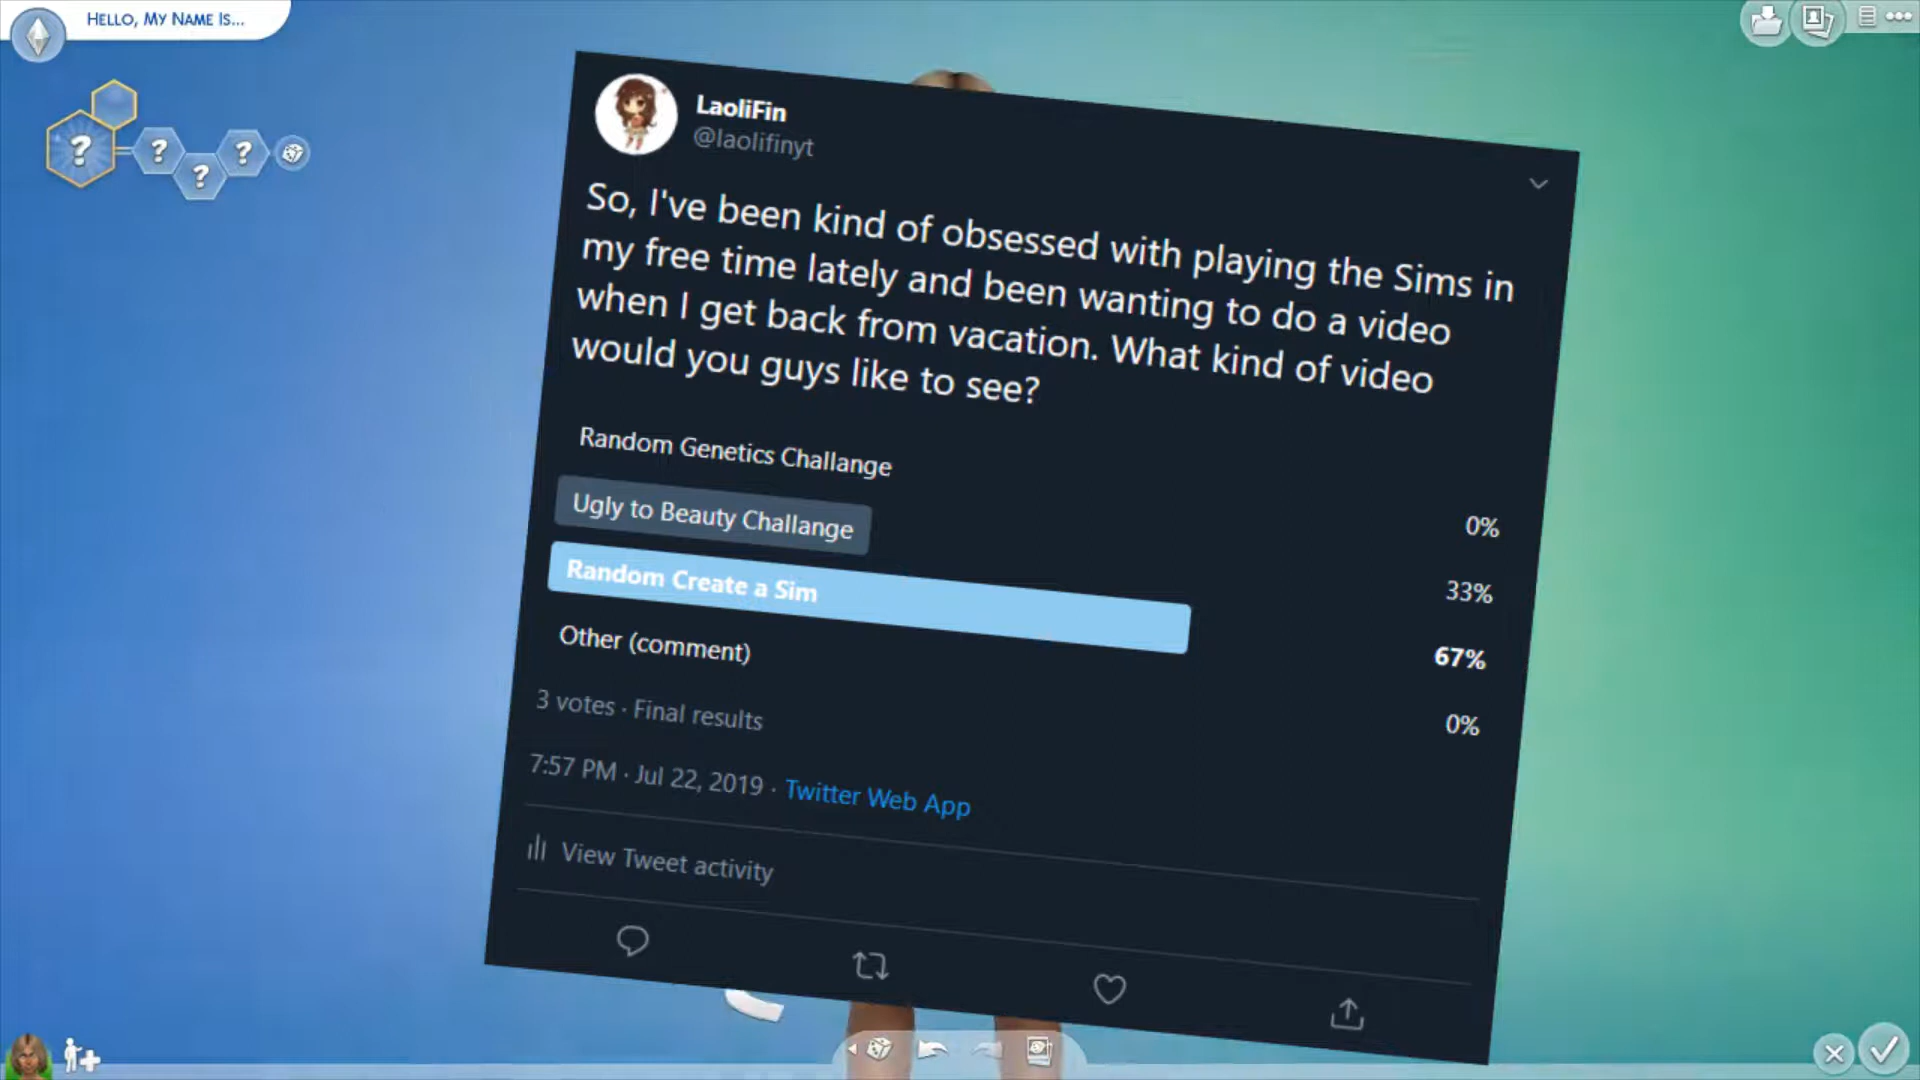 HELLO, MY NAME IS...
LaoliFin
@laolifinyt
So, I've been kind of obsessed with playing the Sims in
my free time lately and been wanting to do a video
when I get back from vacation. What kind of video
would you guys like to see?
Random Genetics Challange
0%
Ugly to Beauty Challange
33%
Random Create a Sim
67%
Other (comment)
0%
3 votes · Final results
7:57 PM · Jul 22, 2019 · Twitter Web App
View Tweet activity